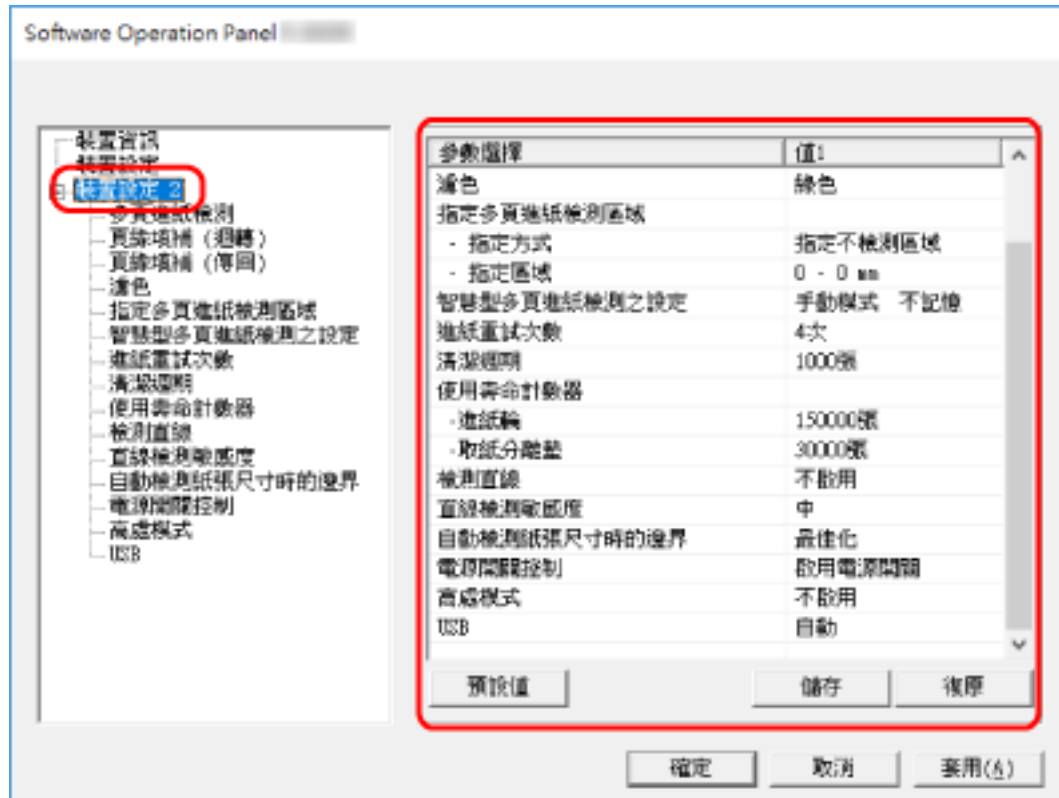 Software Operation Panel
裝置資訊
裝置設定
裝置設定 2
多頁進紙檢測
頁緣填補（迴轉）
頁緣填補（傳回）
濾色
指定多頁進紙檢測區域
智慧型多頁進紙檢測之設定
進紙重試次數
清潔週期
使用壽命計數器
檢測直線
直線檢測敏感度
自動檢測紙張尺寸時的邊界
電源開關控制
高處模式
USB
參數選擇 值1
濾色 綠色
指定多頁進紙檢測區域
- 指定方式 指定不檢測區域
- 指定區域 0 - 0 mm
智慧型多頁進紙檢測之設定 手動模式 不記憶
進紙重試次數 4次
清潔週期 1000張
使用壽命計數器
-進紙輪 150000張
-取紙分離墊 30000張
檢測直線 不啟用
直線檢測敏感度 中
自動檢測紙張尺寸時的邊界 最佳化
電源開關控制 啟用電源開關
高處模式 不啟用
USB 自動
預設值 儲存 復原
確定 取消 套用(A)